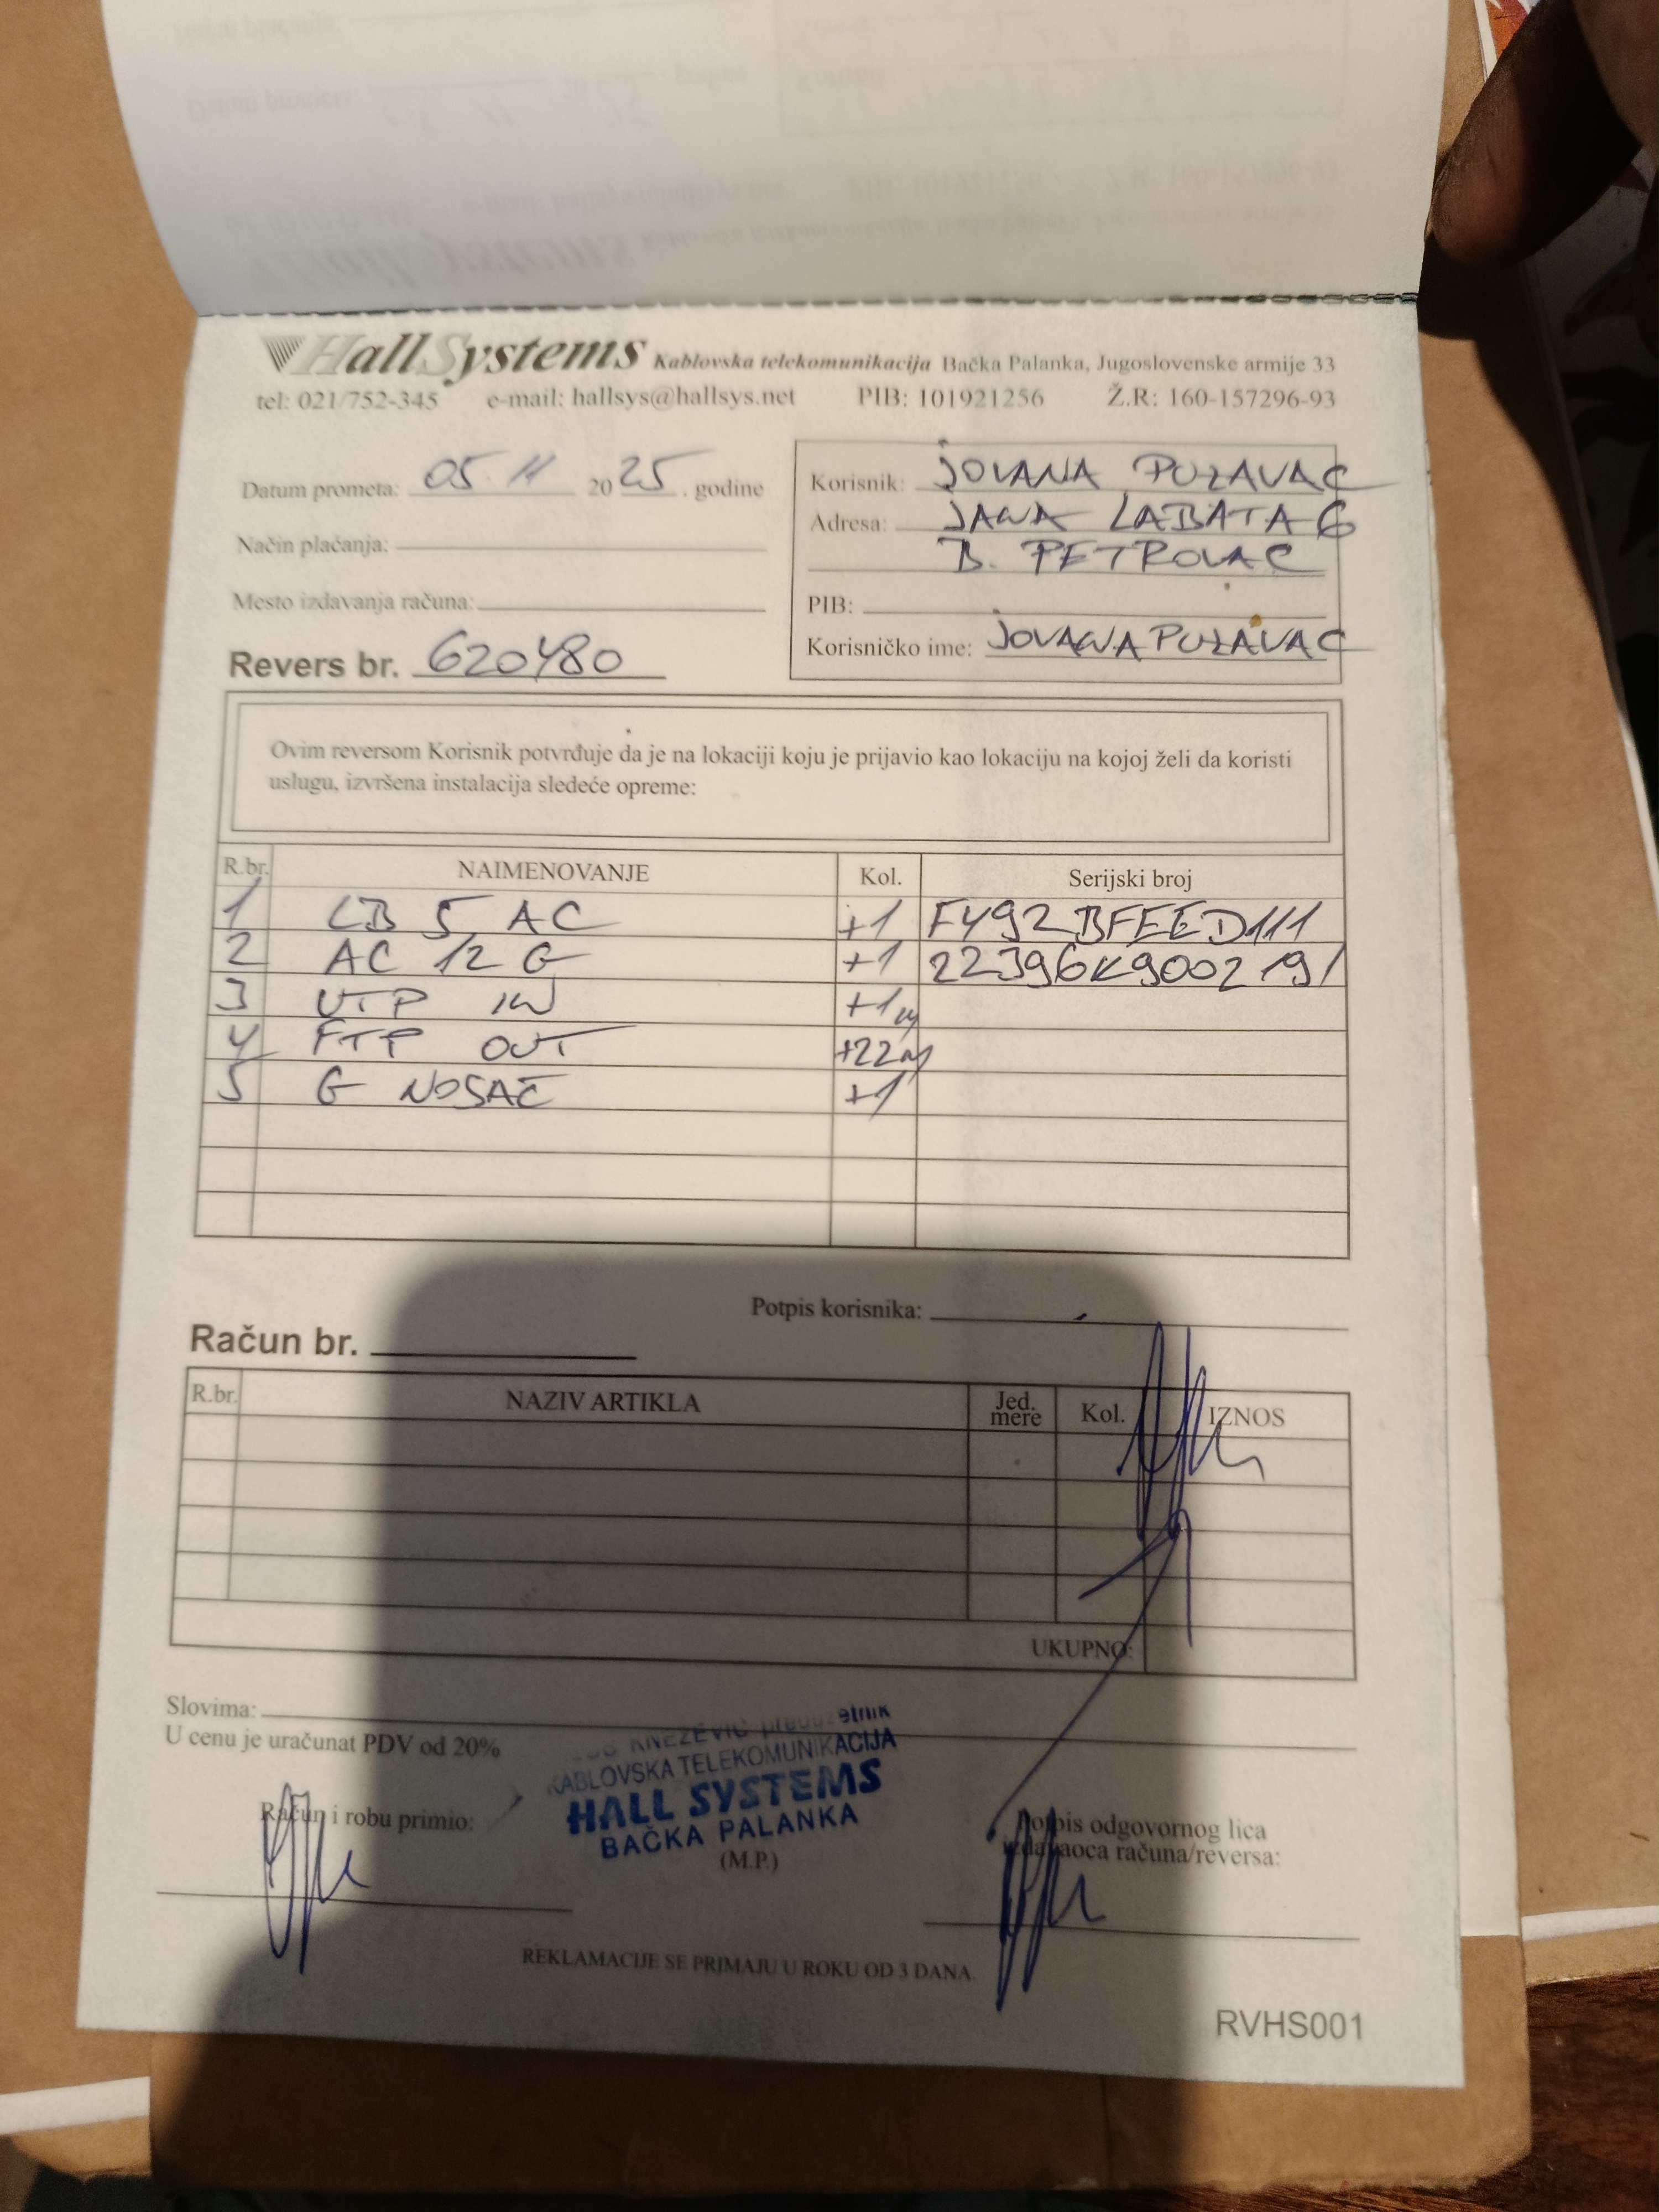 HallSystems Kablovska telekomunikacija Bačka Palanka, Jugoslovenske armije 33
tel: 021/752-345 e-mail: hallsys@hallsys.net PIB: 101921256 Ž.R: 160-157296-93
Datum prometa: 05. 11 2025. godine
Način plaćanja:
Mesto izdavanja računa:
Revers br. 620480
Korisnik: JOVANA PUZAVAC
Adresa: JANA LABATA 6
B. PETROVAC
PIB:
Korisničko ime: JOVANAPUZAVAC
Ovim reversom Korisnik potvrđuje da je na lokaciji koju je prijavio kao lokaciju na kojoj želi da koristi
uslugu, izvršena instalacija sledeće opreme:
R.br. NAIMENOVANJE Kol. Serijski broj
1 LB 5 AC +1 F492BFEED111
2 AC 12 G +1 22396K9002191
3 UTP IN +1m
4 FTP OUT +22m
5 G NOSAČ +1
Potpis korisnika:
Račun br.
R.br. NAZIV ARTIKLA Jed. mere Kol. IZNOS
UKUPNO:
Slovima:
U cenu je uračunat PDV od 20%
KNEŽEVIĆ preduzetnik
KABLOVSKA TELEKOMUNIKACIJA
HALL SYSTEMS
BAČKA PALANKA
(M.P.)
Račun i robu primio:
Potpis odgovornog lica
izdavaoca računa/reversa:
REKLAMACIJE SE PRIMAJU U ROKU OD 3 DANA.
RVHS001